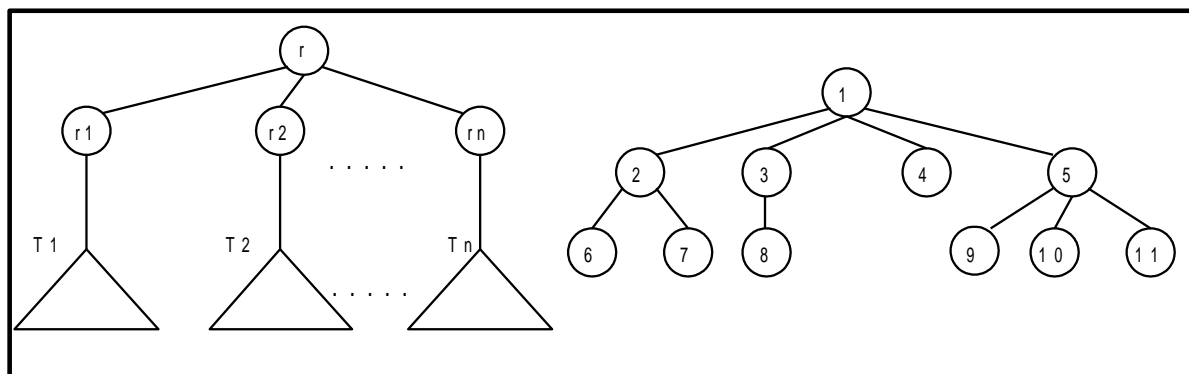 r
r1 r2 rn
. . . . .
T1 T2 Tn
. . . . .
1
2 3 4 5
6 7 8 9 10 11